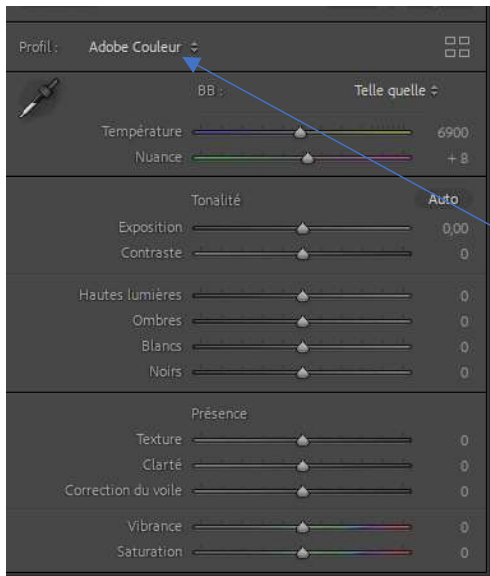 Profil : Adobe Couleur
BB : Telle quelle
Température 6900
Nuance + 8
Tonalité Auto
Exposition 0,00
Contraste 0
Hautes lumières 0
Ombres 0
Blancs 0
Noirs 0
Présence
Texture 0
Clarté 0
Correction du voile 0
Vibrance 0
Saturation 0